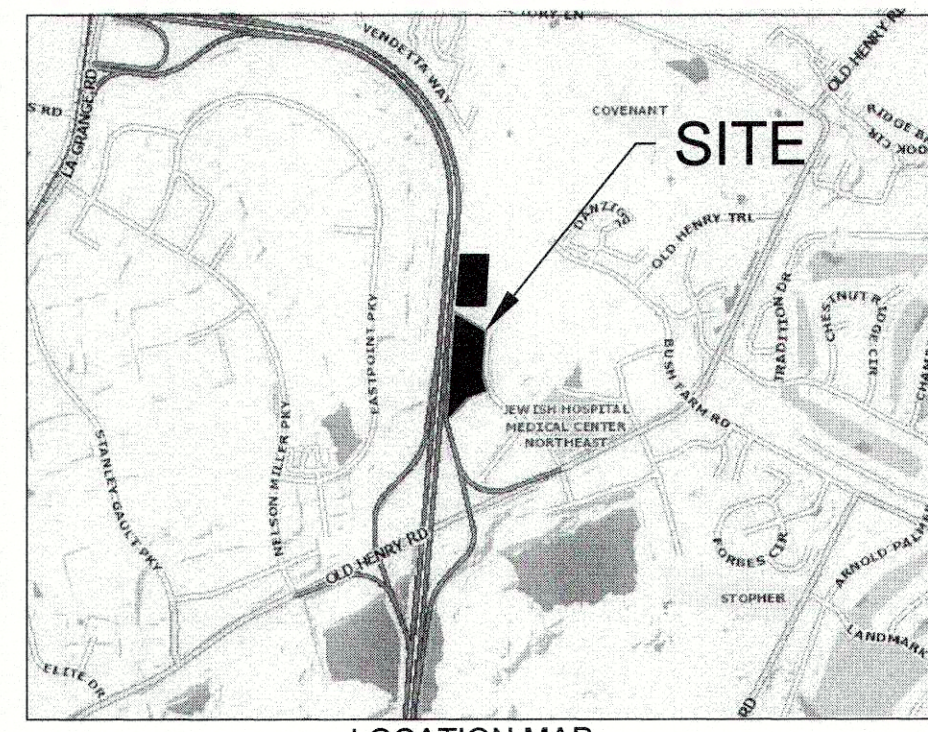 VENDETTA WAY
OLD HENRY RD
LA GRANGE RD
S RD
COVENANT
SITE
RIDGE
DANZIG
OLD HENRY TRL
TRADITION DR
CHESTNUT RIDGE CIR
EASTPOINT PKY
BUSH FARM RD
JEWISH HOSPITAL
MEDICAL CENTER
NORTHEAST
STANLEY GAULT PKY
NELSON MILLER PKY
OLD HENRY RD
FORBES CIR
ARNOLD PALMER
STOPHER
LANDMARK
ELITE DR
RD
LOCATION MAP